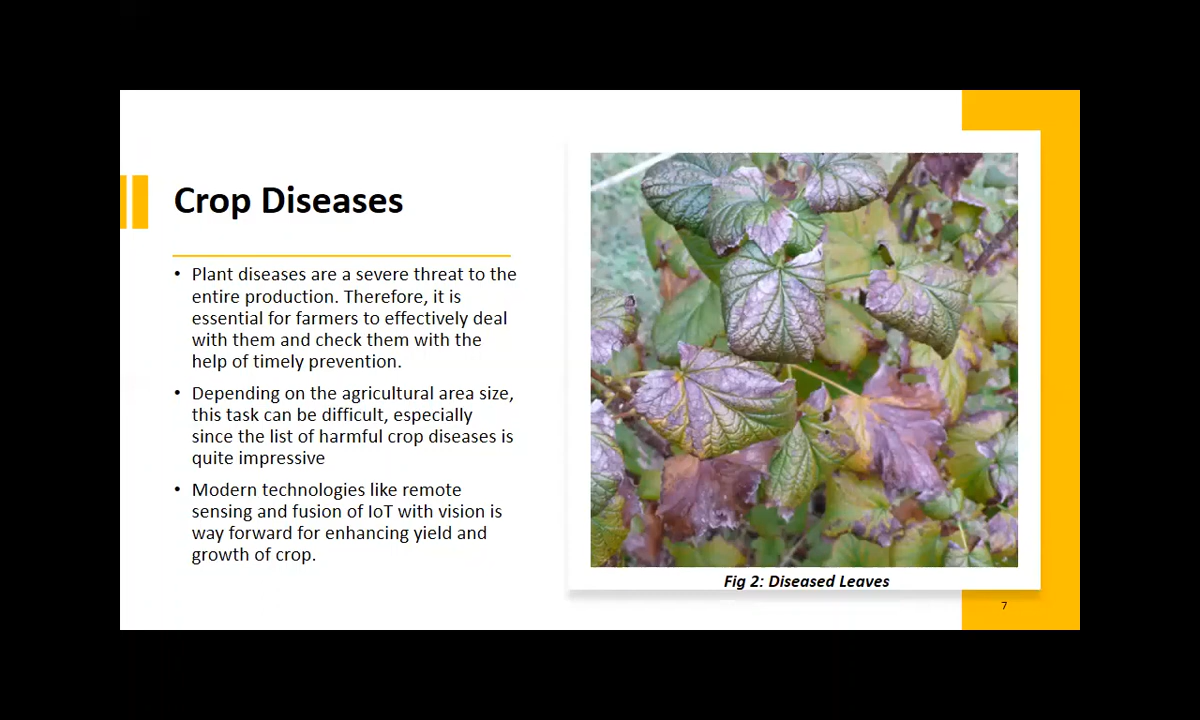 Crop Diseases
• Plant diseases are a severe threat to the
entire production. Therefore, it is
essential for farmers to effectively deal
with them and check them with the
help of timely prevention.
• Depending on the agricultural area size,
this task can be difficult, especially
since the list of harmful crop diseases is
quite impressive
• Modern technologies like remote
sensing and fusion of IoT with vision is
way forward for enhancing yield and
growth of crop.
Fig 2: Diseased Leaves
7